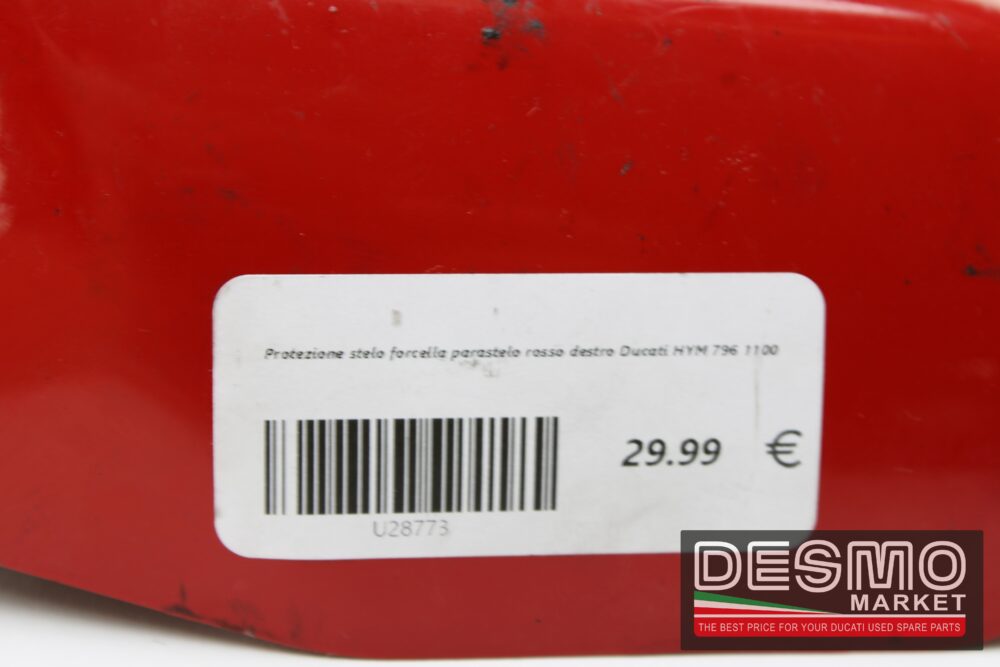 Protezione stelo forcella parastelo rosso destro Ducati HYM 796 1100
29.99 €
U28773
DESMO
MARKET
THE BEST PRICE FOR YOUR DUCATI USED SPARE PARTS